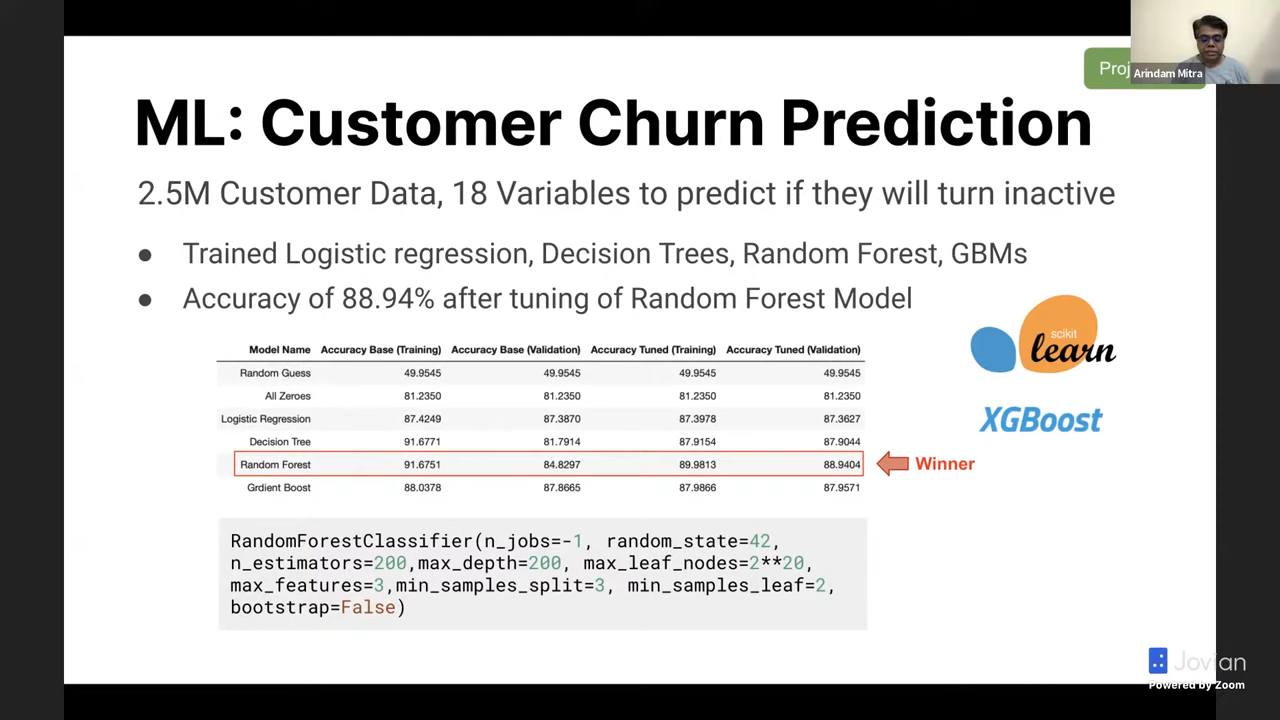 Proj
Arindam Mitra
ML: Customer Churn Prediction
2.5M Customer Data, 18 Variables to predict if they will turn inactive
● Trained Logistic regression, Decision Trees, Random Forest, GBMs
● Accuracy of 88.94% after tuning of Random Forest Model
Model Name Accuracy Base (Training) Accuracy Base (Validation) Accuracy Tuned (Training) Accuracy Tuned (Validation)
Random Guess 49.9545 49.9545 49.9545 49.9545
All Zeroes 81.2350 81.2350 81.2350 81.2350
Logistic Regression 87.4249 87.3870 87.3978 87.3627
Decision Tree 91.6771 81.7914 87.9154 87.9044
Random Forest 91.6751 84.8297 89.9813 88.9404
Grdient Boost 88.0378 87.8665 87.9866 87.9571
Winner
scikit
learn
XGBoost
RandomForestClassifier(n_jobs=-1, random_state=42,
n_estimators=200,max_depth=200, max_leaf_nodes=2**20,
max_features=3,min_samples_split=3, min_samples_leaf=2,
bootstrap=False)
Jovian
Powered by Zoom